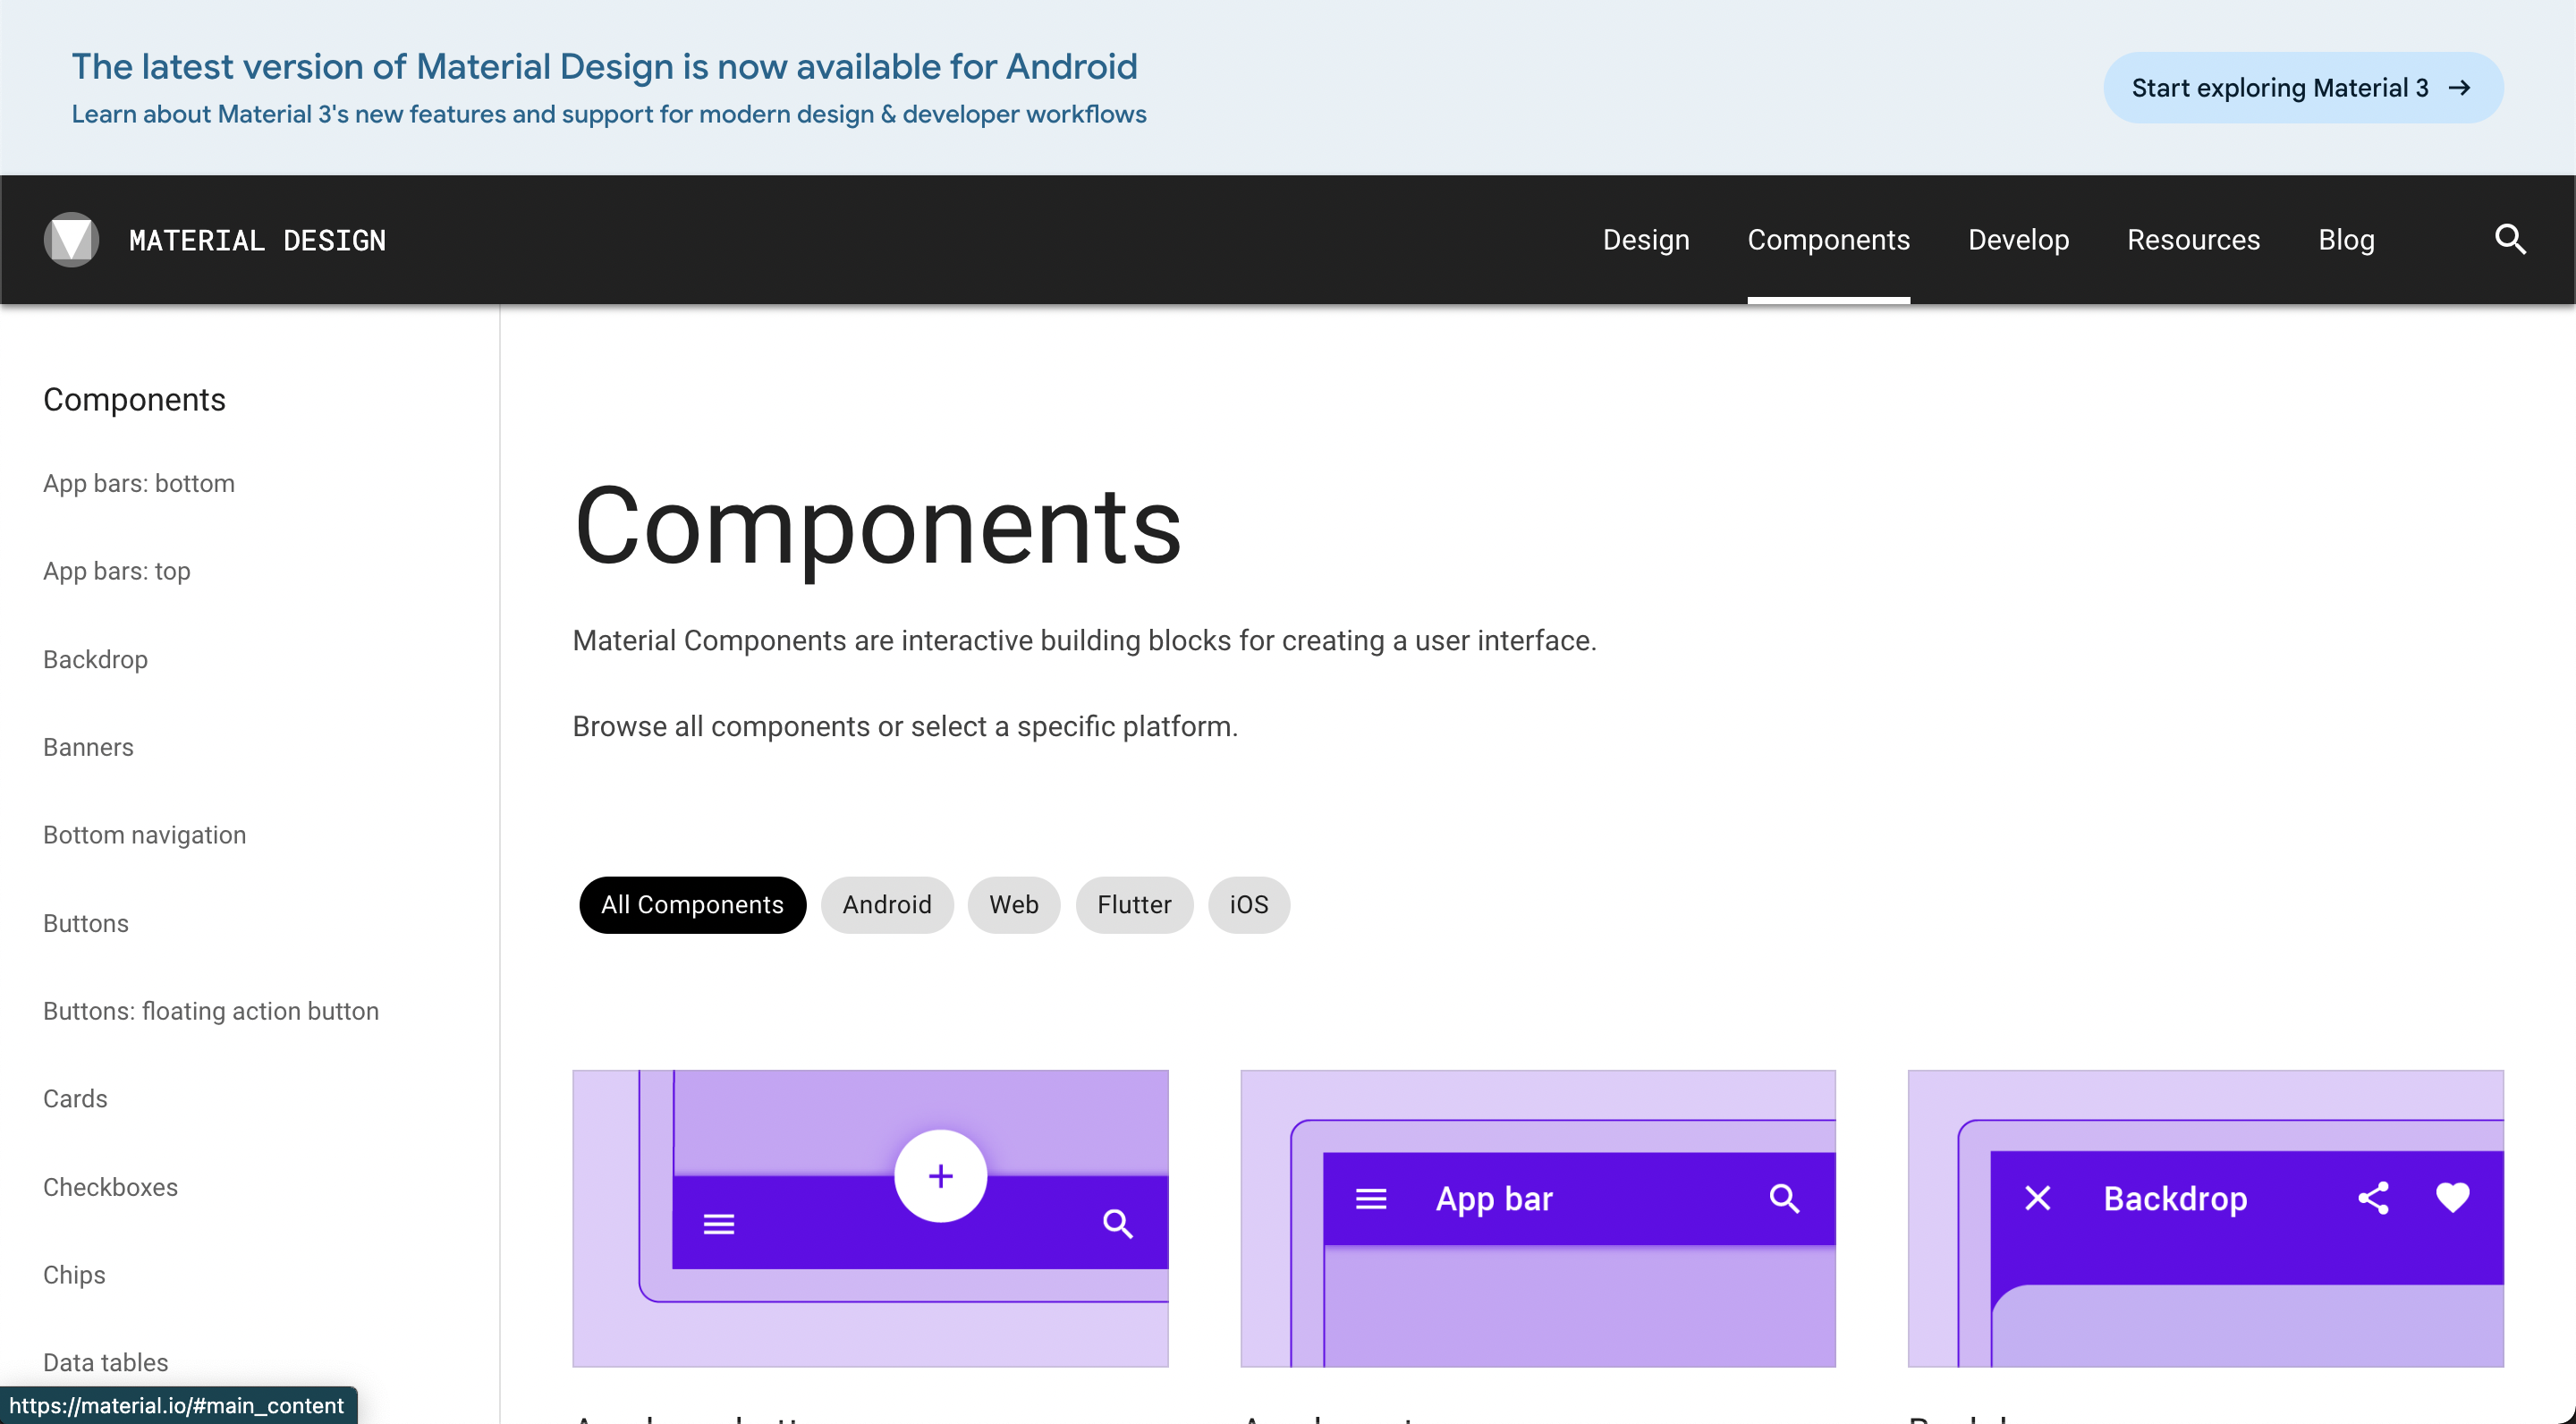 The latest version of Material Design is now available for Android
Learn about Material 3's new features and support for modern design & developer workflows
Start exploring Material 3
MATERIAL DESIGN
Design
Components
Develop
Resources
Blog
Components
App bars: bottom
App bars: top
Backdrop
Banners
Bottom navigation
Buttons
Buttons: floating action button
Cards
Checkboxes
Chips
Data tables
https://material.io/#main_content
Components
Material Components are interactive building blocks for creating a user interface.
Browse all components or select a specific platform.
All Components
Android
Web
Flutter
iOS
App bar
Backdrop